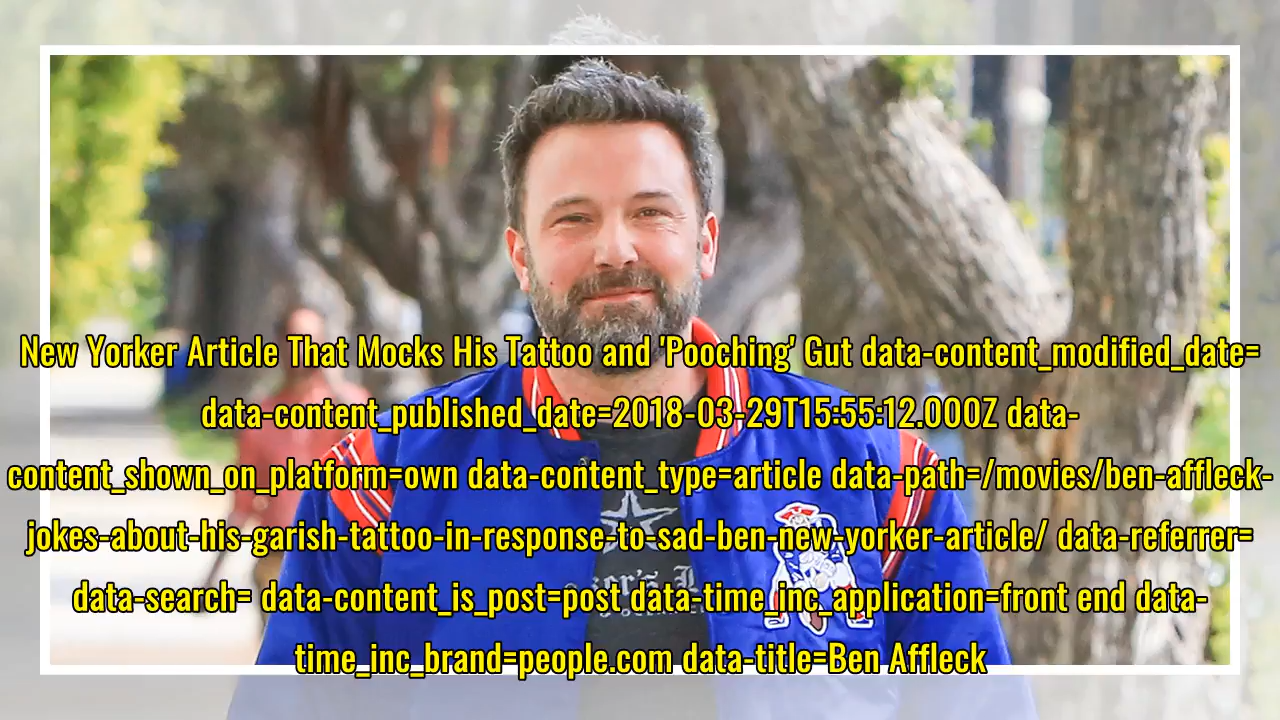 New Yorker Article That Mocks His Tattoo and 'Pooching' Gut data-content_modified_date=
data-content_published_date=2018-03-29T15:55:12.000Z data-
content_shown_on_platform=own data-content_type=article data-path=/movies/ben-affleck-
jokes-about-his-garish-tattoo-in-response-to-sad-ben-new-yorker-article/ data-referrer=
data-search= data-content_is_post=post data-time_inc_application=front end data-
time_inc_brand=people.com data-title=Ben Affleck